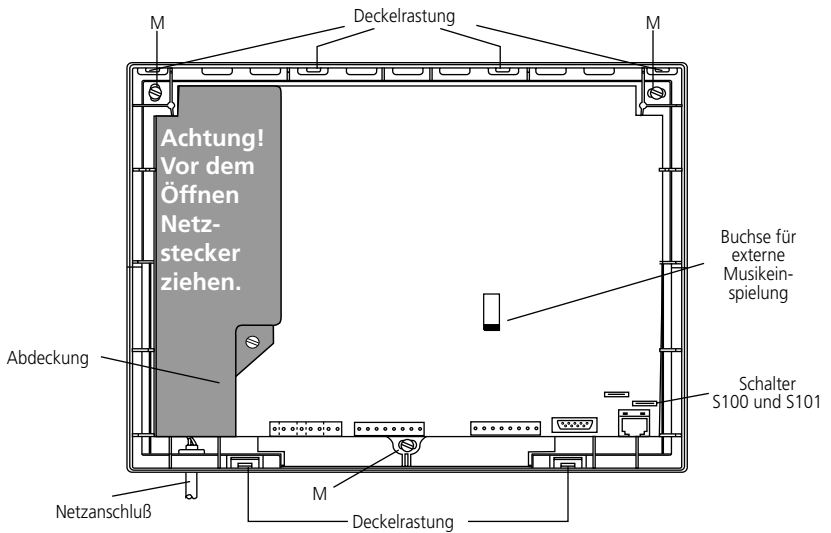 Deckelrastung
M
M
Achtung!
Vor dem
Öffnen
Netz-
stecker
ziehen.
Buchse für
externe
Musikein-
spielung
Abdeckung
Schalter
S100 und S101
M
Netzanschluß
Deckelrastung